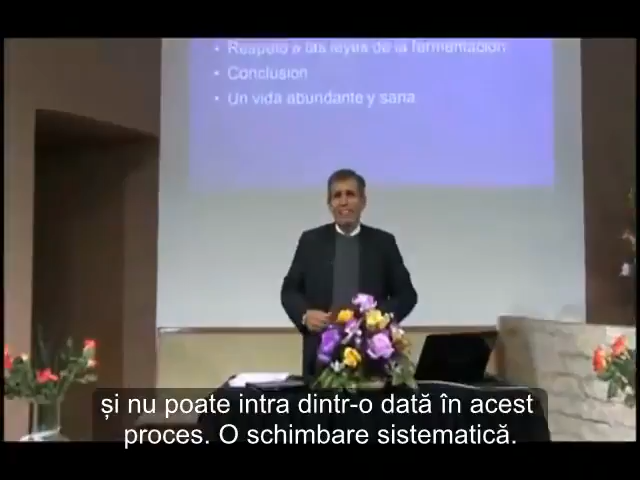 Respeto a las leyes de la fermentacion
Conclusion
Un vida abundante y sana
și nu poate intra dintr-o dată în acest
proces. O schimbare sistematică.